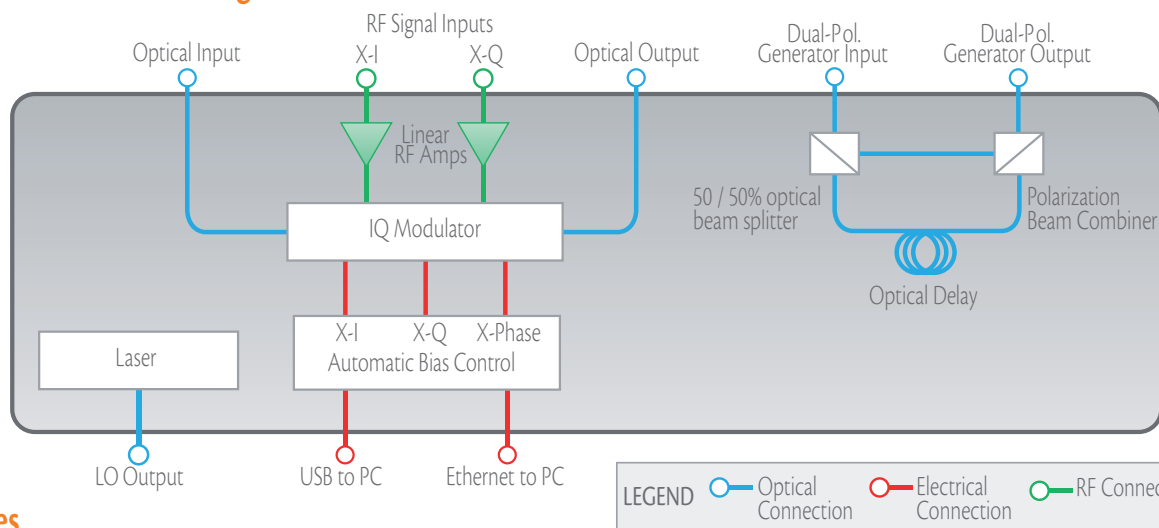 RF Signal Inputs
Optical Input
X-I
X-Q
Optical Output
Dual-Pol.
Generator Input
Dual-Pol.
Generator Output
Linear
RF Amps
50 / 50% optical
beam splitter
Polarization
Beam Combiner
IQ Modulator
Optical Delay
X-I X-Q X-Phase
Automatic Bias Control
Laser
LO Output
USB to PC
Ethernet to PC
LEGEND
Optical
Connection
Electrical
Connection
RF